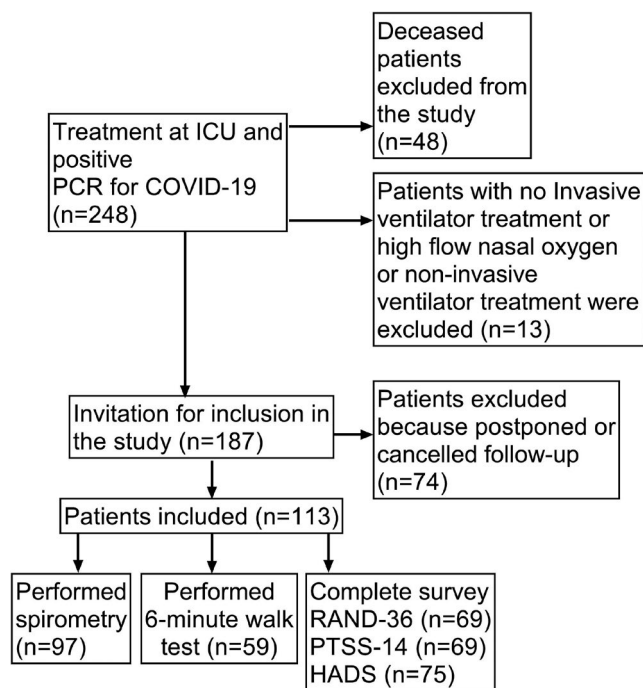 Deceased
patients
excluded from
the study
(n=48)
Treatment at ICU and
positive
PCR for COVID-19
(n=248)
Patients with no Invasive
ventilator treatment or
high flow nasal oxygen
or non-invasive
ventilator treatment were
excluded (n=13)
Invitation for inclusion in
the study (n=187)
Patients excluded
because postponed or
cancelled follow-up
(n=74)
Patients included (n=113)
Performed
spirometry
(n=97)
Performed
6-minute walk
test (n=59)
Complete survey
RAND-36 (n=69)
PTSS-14 (n=69)
HADS (n=75)